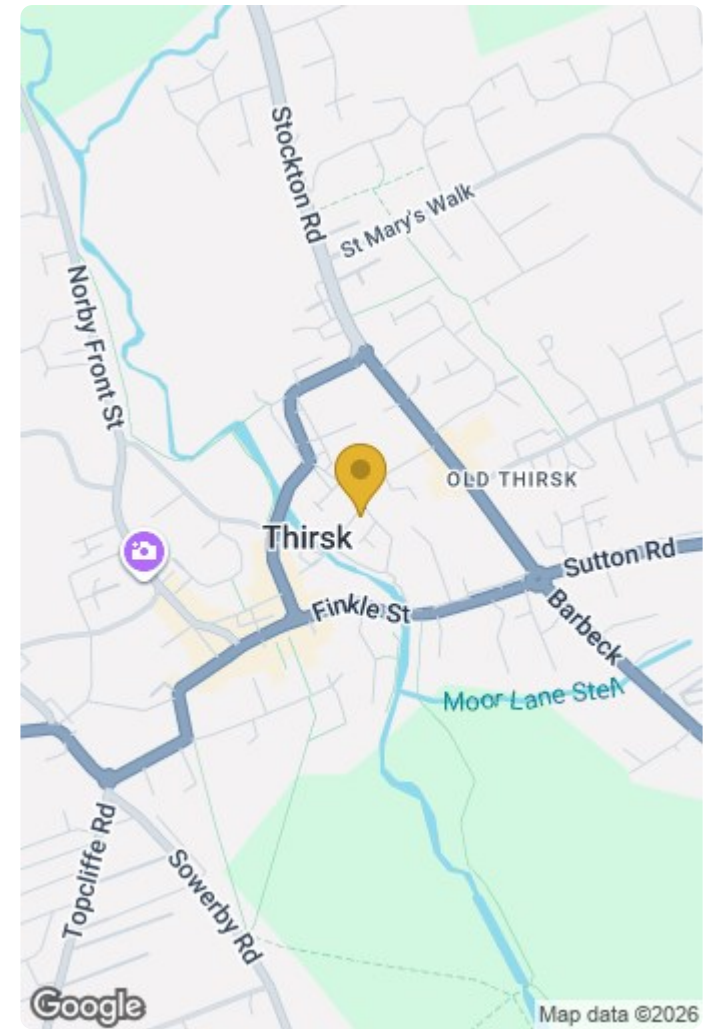 Stockton Rd
St Mary's Walk
Norby Front St
OLD THIRSK
Thirsk
Sutton Rd
Finkle St
Barbeck
Moor Lane Stell
Topcliffe Rd
Sowerby Rd
Google
Map data ©2026